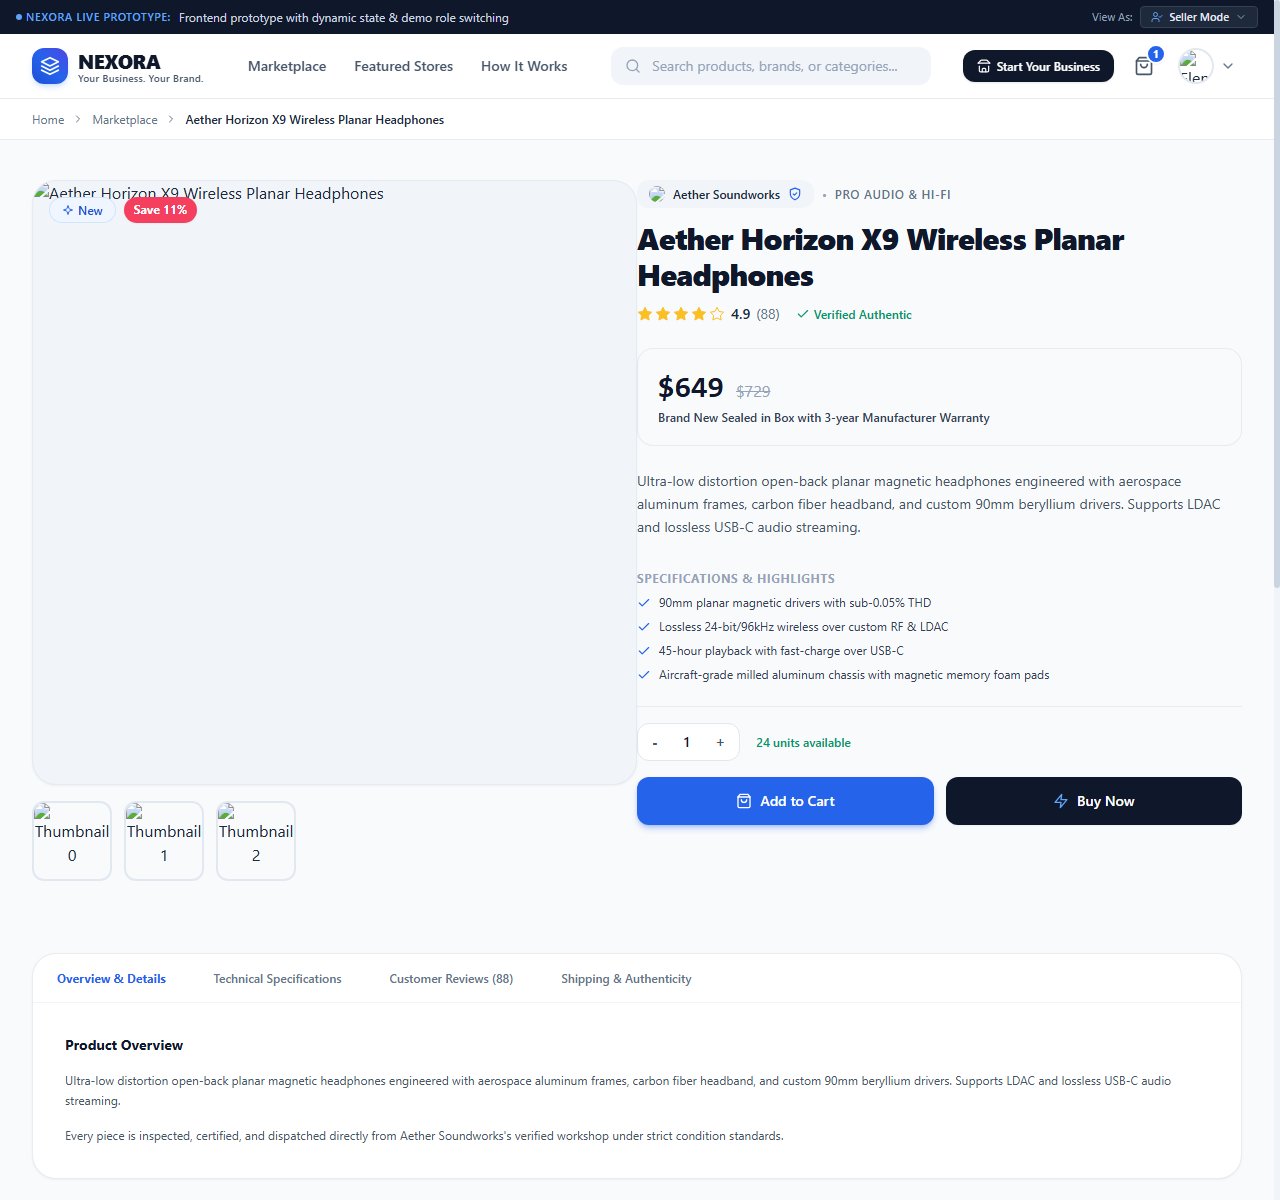 NEXORA LIVE PROTOTYPE: Frontend prototype with dynamic state & demo role switching
View As: Seller Mode
NEXORA
Your Business. Your Brand.
Marketplace
Featured Stores
How It Works
Search products, brands, or categories...
Start Your Business
1
Home > Marketplace > Aether Horizon X9 Wireless Planar Headphones
Aether Horizon X9 Wireless Planar Headphones
New
Save 11%
Aether Soundworks • PRO AUDIO & HI-FI
Aether Horizon X9 Wireless Planar
Headphones
4.9 (88) Verified Authentic
$649 $729
Brand New Sealed in Box with 3-year Manufacturer Warranty
Ultra-low distortion open-back planar magnetic headphones engineered with aerospace
aluminum frames, carbon fiber headband, and custom 90mm beryllium drivers. Supports LDAC
and lossless USB-C audio streaming.
SPECIFICATIONS & HIGHLIGHTS
90mm planar magnetic drivers with sub-0.05% THD
Lossless 24-bit/96kHz wireless over custom RF & LDAC
45-hour playback with fast-charge over USB-C
Aircraft-grade milled aluminum chassis with magnetic memory foam pads
- 1 + 24 units available
Add to Cart
Buy Now
Thumbnail 0
Thumbnail 1
Thumbnail 2
Overview & Details
Technical Specifications
Customer Reviews (88)
Shipping & Authenticity
Product Overview
Ultra-low distortion open-back planar magnetic headphones engineered with aerospace aluminum frames, carbon fiber headband, and custom 90mm beryllium drivers. Supports LDAC and lossless USB-C audio
streaming.
Every piece is inspected, certified, and dispatched directly from Aether Soundworks's verified workshop under strict condition standards.